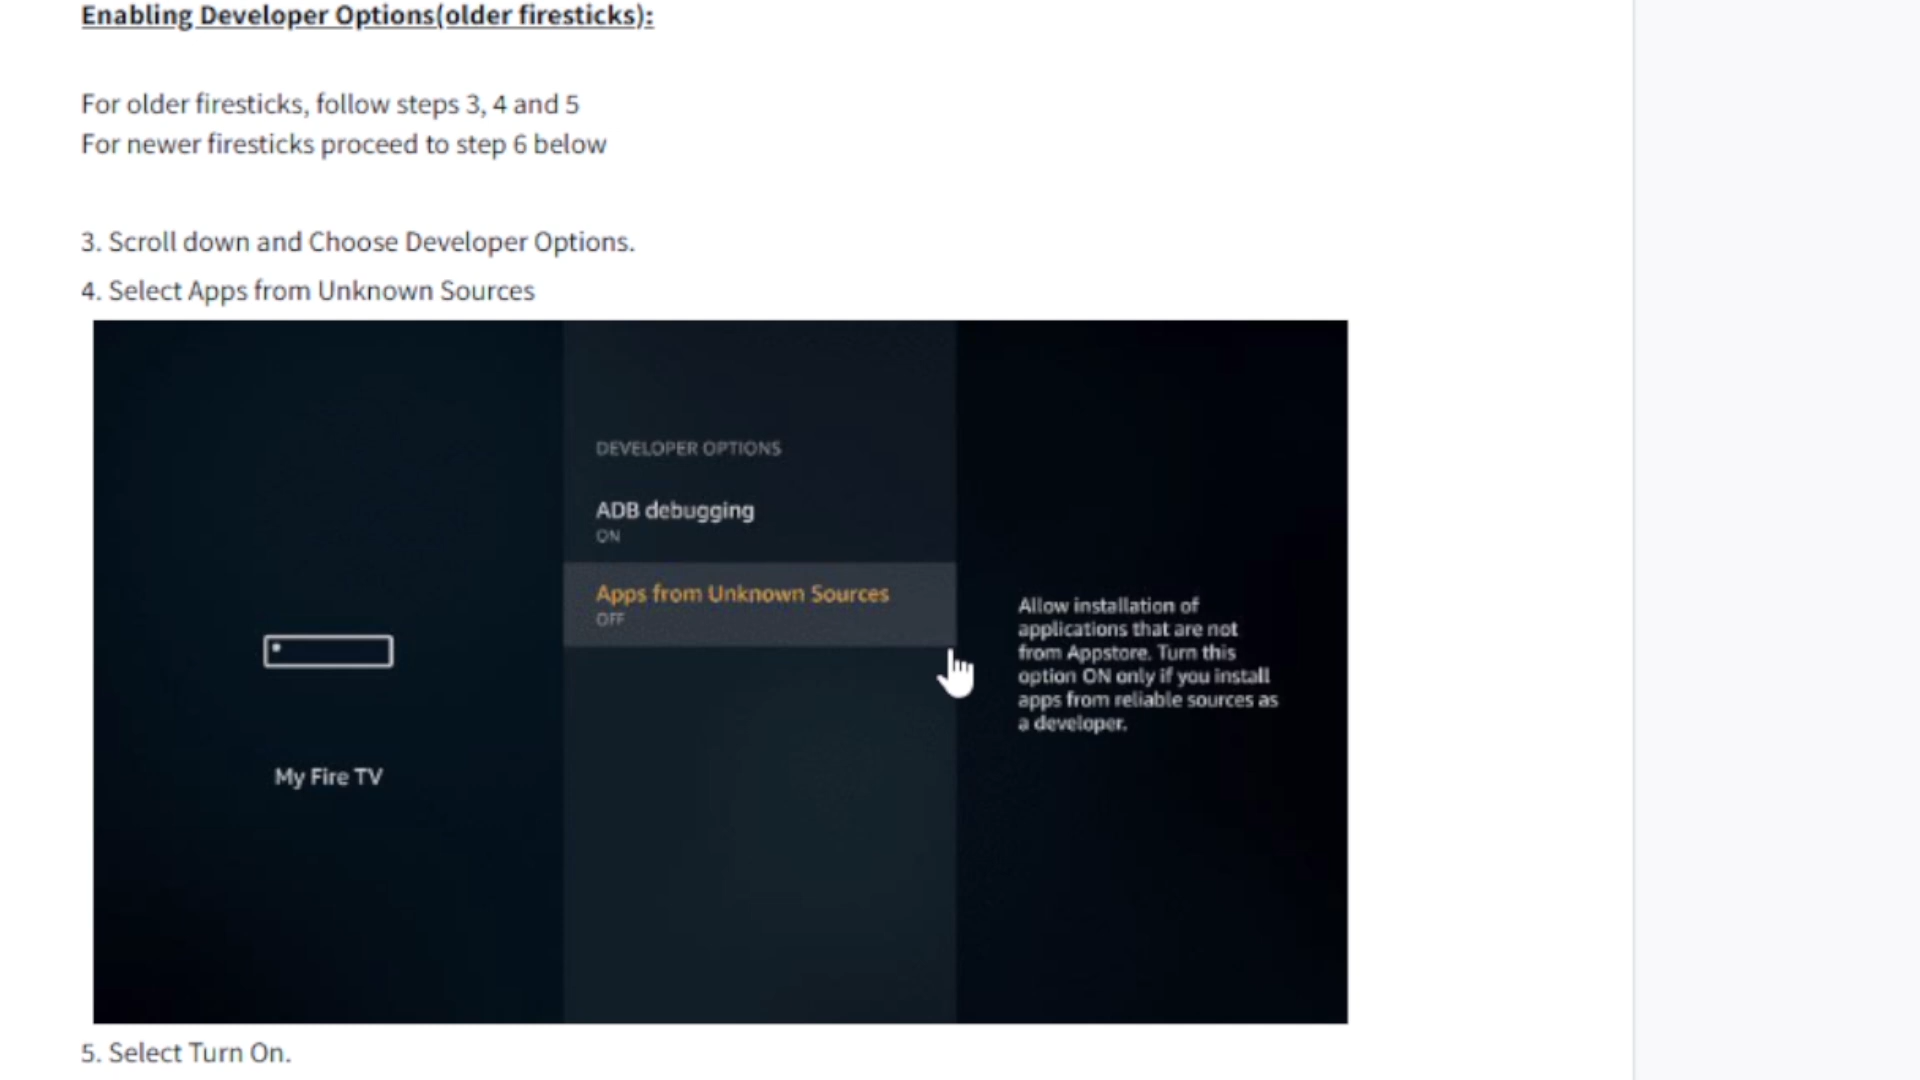 Enabling Developer Options(older firesticks):
For older firesticks, follow steps 3, 4 and 5
For newer firesticks proceed to step 6 below
3. Scroll down and Choose Developer Options.
4. Select Apps from Unknown Sources
DEVELOPER OPTIONS
ADB debugging
ON
Apps from Unknown Sources
OFF
My Fire TV
Allow installation of
applications that are not
from Appstore. Turn this
option ON only if you install
apps from reliable sources as
a developer.
5. Select Turn On.